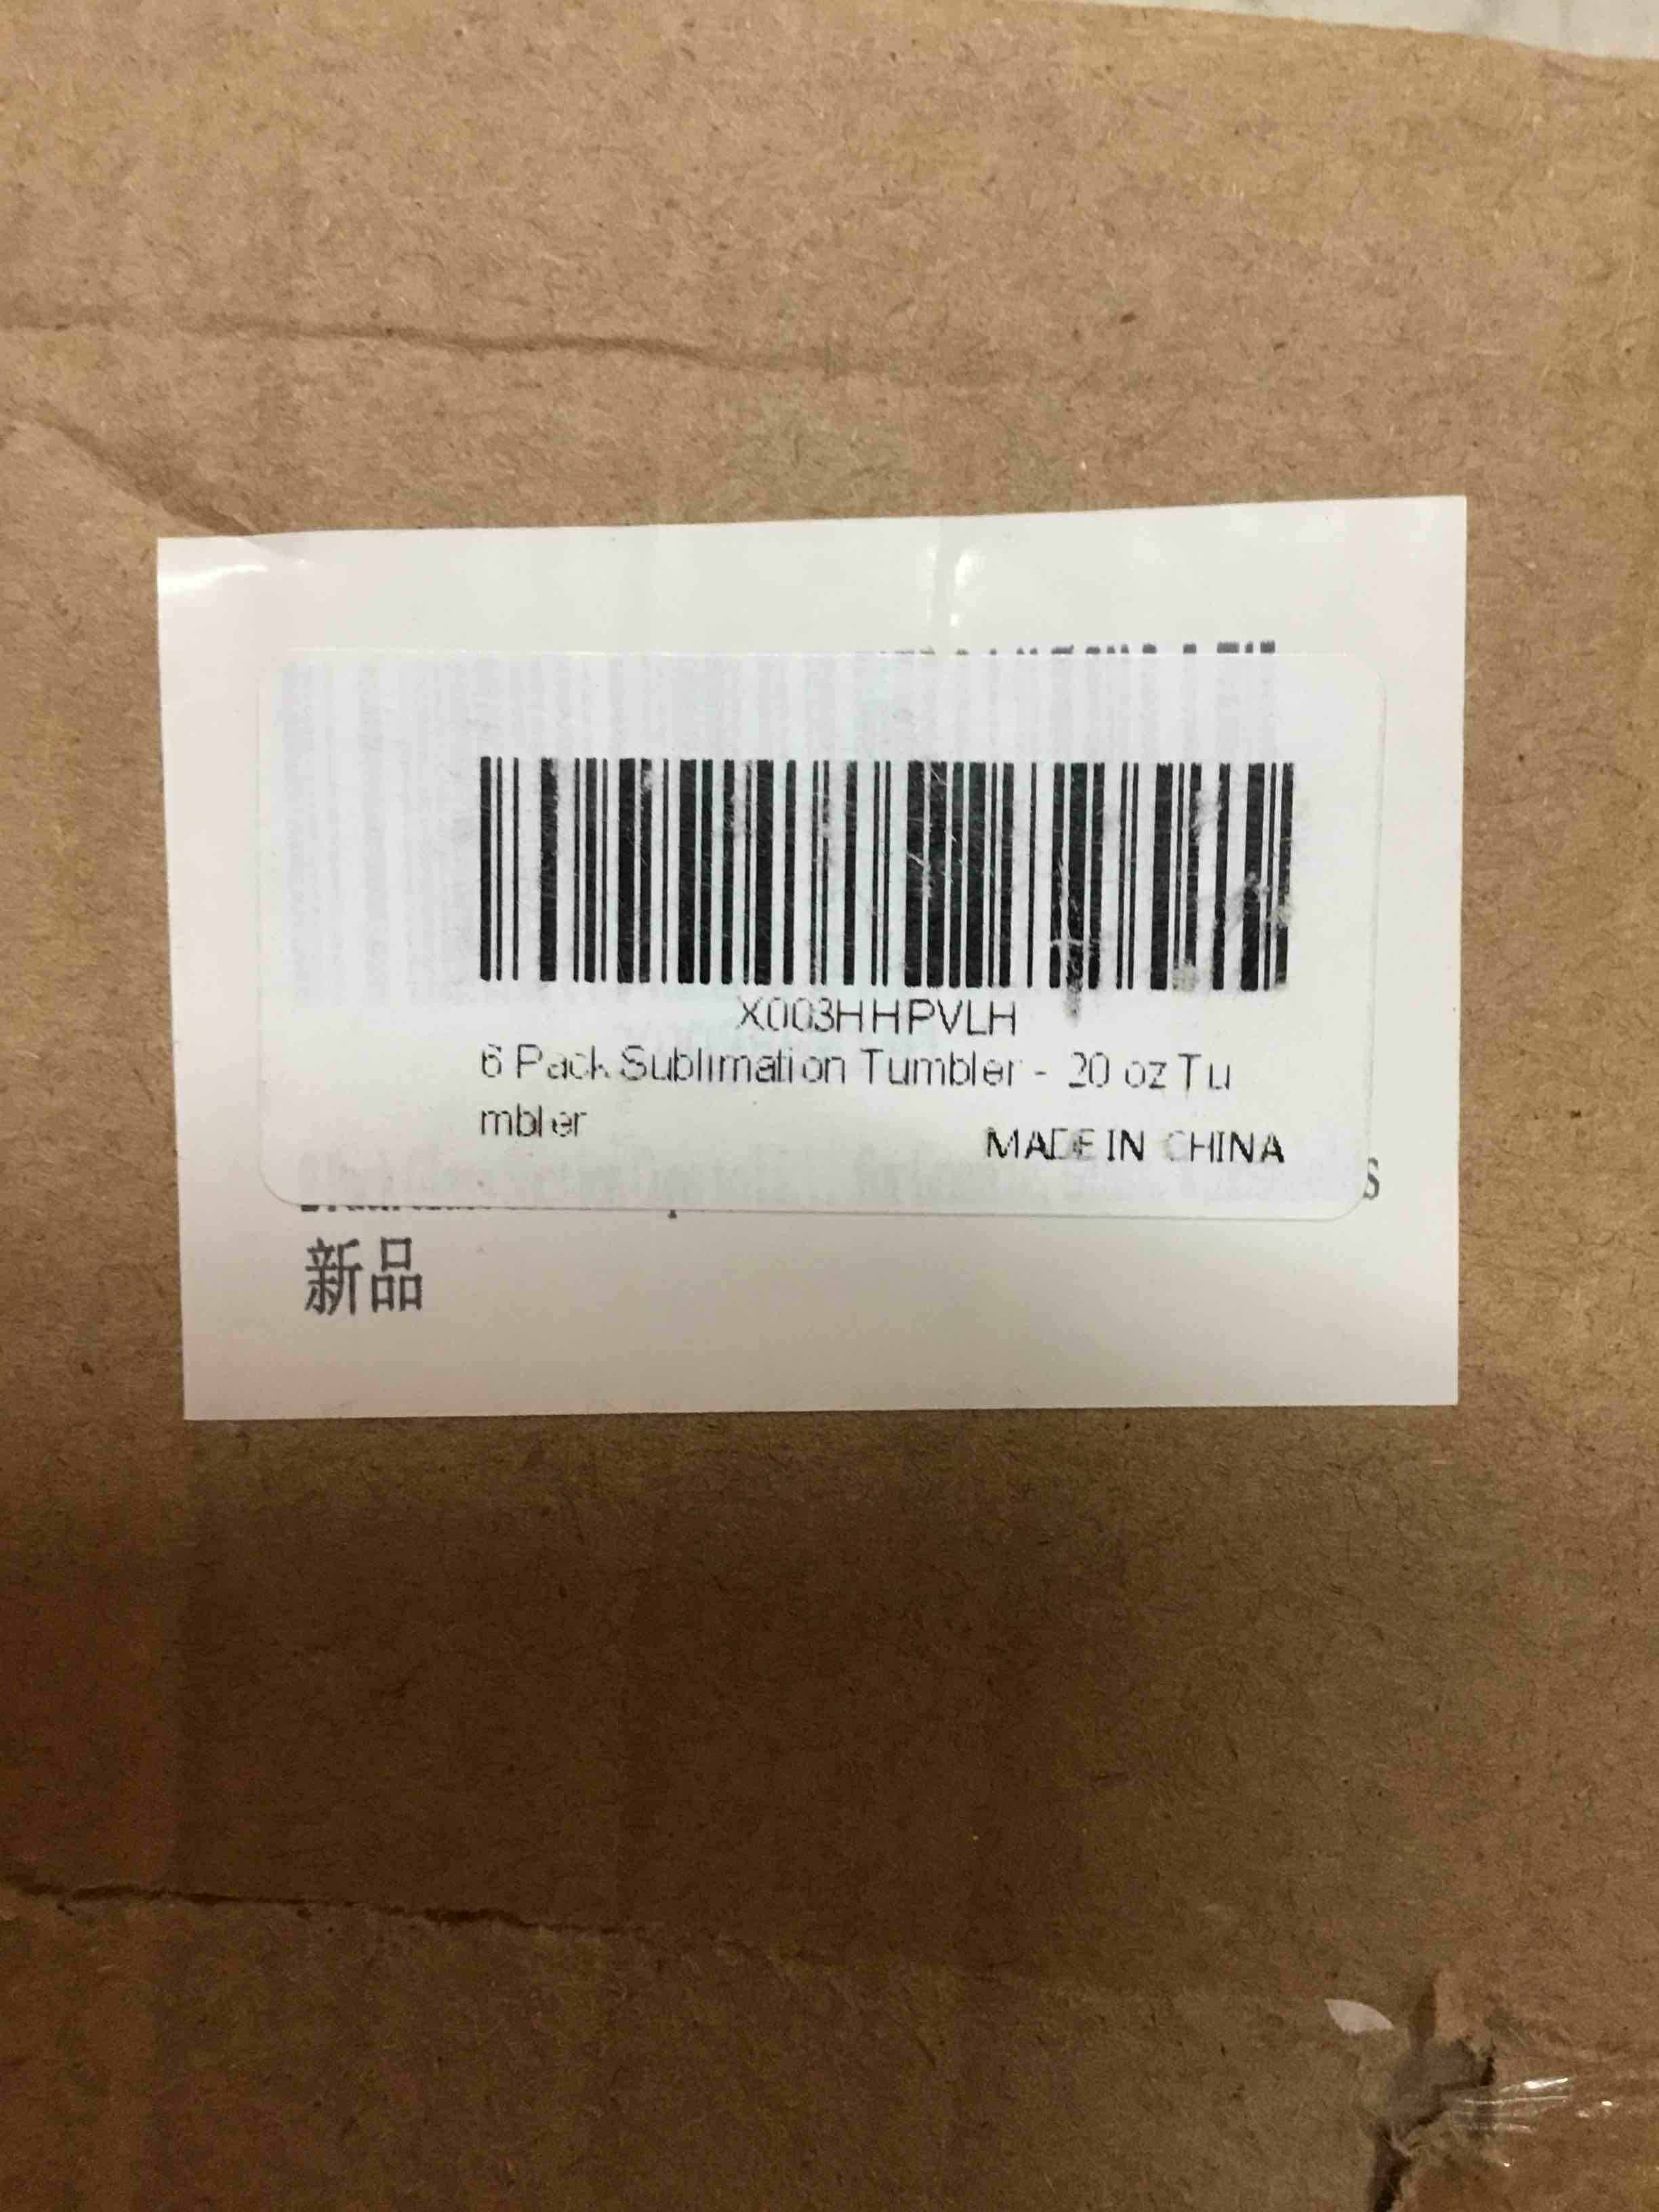 X003HHPVLH
6 Pack Sublimation Tumbler - 20 oz Tu
mbler
MADE IN CHINA
新品